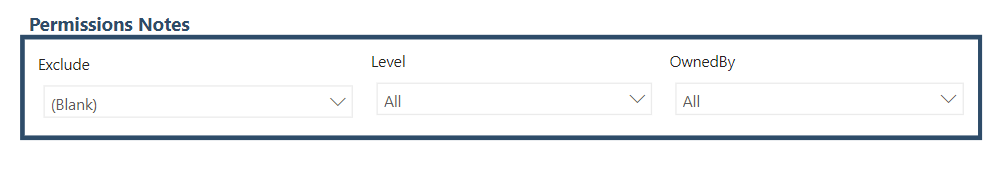 Permissions Notes
Exclude
Level
OwnedBy
(Blank)
All
All